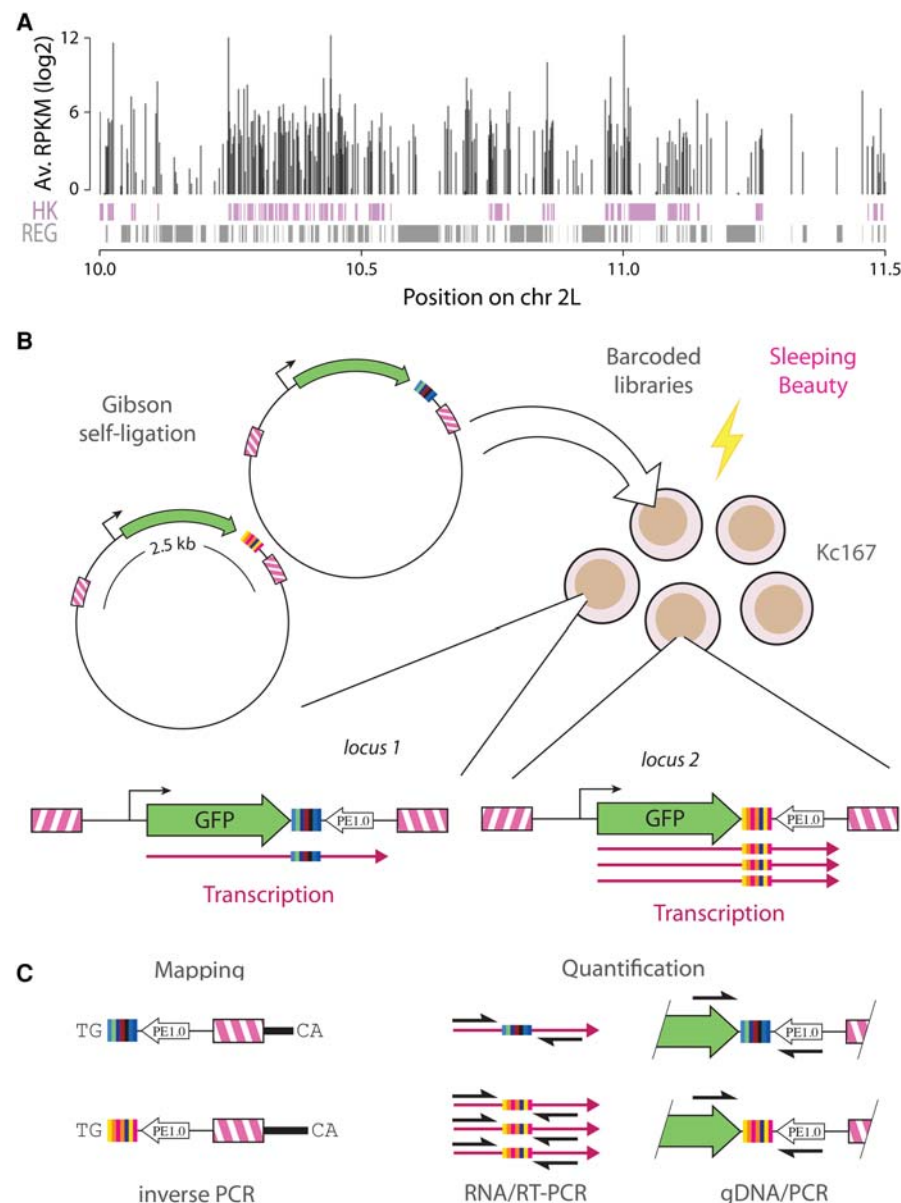 A
Av. RPKM (log2)
12
6
0
HK
REG
10.0 10.5 11.0 11.5
Position on chr 2L
B
Gibson
self-ligation
2.5 kb
Barcoded
libraries
Sleeping
Beauty
Kc167
locus 1
GFP
PE1.0
Transcription
locus 2
GFP
PE1.0
Transcription
C
Mapping
Quantification
TG PE1.0 CA
PE1.0
TG PE1.0 CA
PE1.0
inverse PCR
RNA/RT-PCR
gDNA/PCR